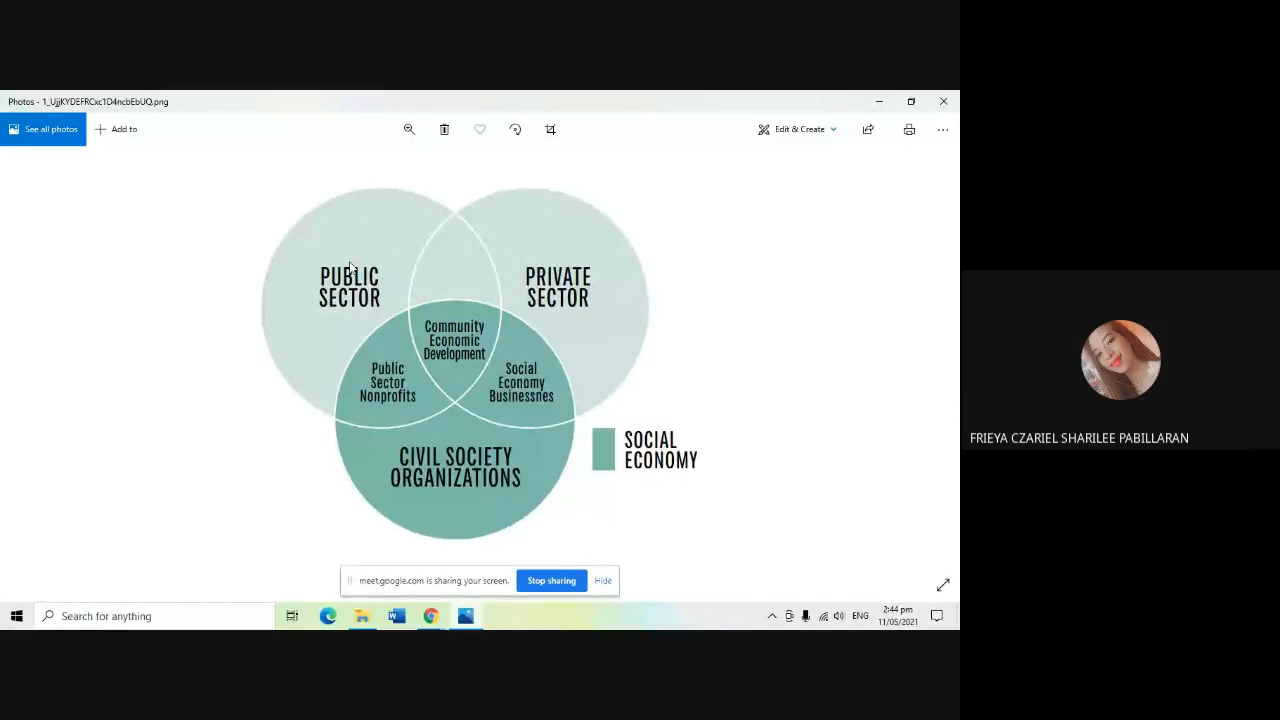 Photos - 1_UjjKYDEFRCxc1D4ncbEbUQ.png
See all photos
Add to
Edit & Create
PUBLIC
SECTOR
PRIVATE
SECTOR
Community
Economic
Development
Public
Sector
Nonprofits
Social
Economy
Businessnes
CIVIL SOCIETY
ORGANIZATIONS
SOCIAL
ECONOMY
FRIEYA CZARIEL SHARILEE PABILLARAN
meet.google.com is sharing your screen.
Stop sharing
Hide
Search for anything
ENG
2:44 pm
11/05/2021